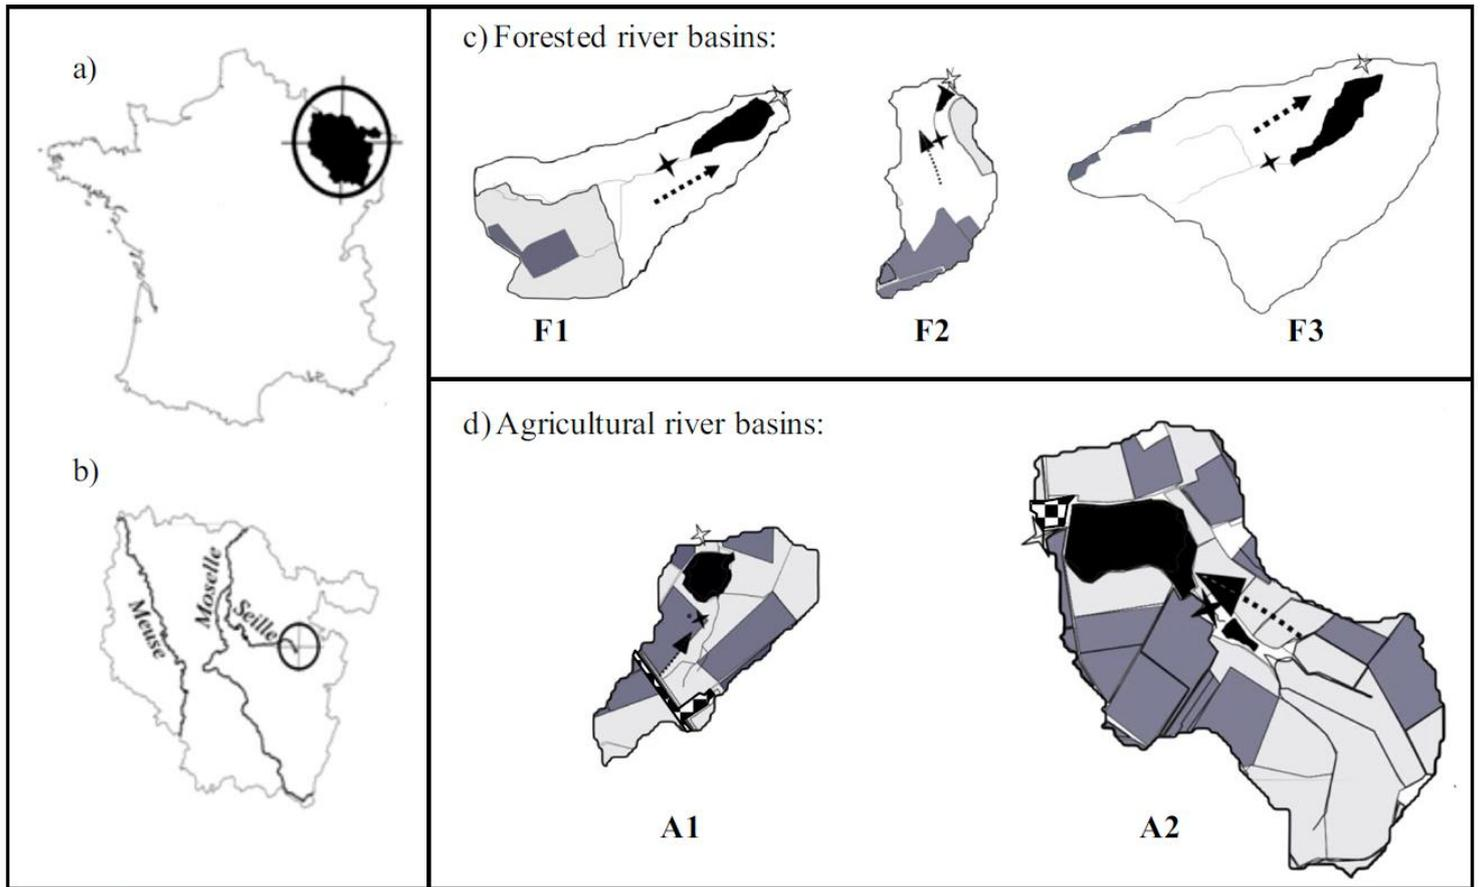 a)
b)
Meuse
Moselle
Seille
c) Forested river basins:
F1
F2
F3
d) Agricultural river basins:
A1
A2